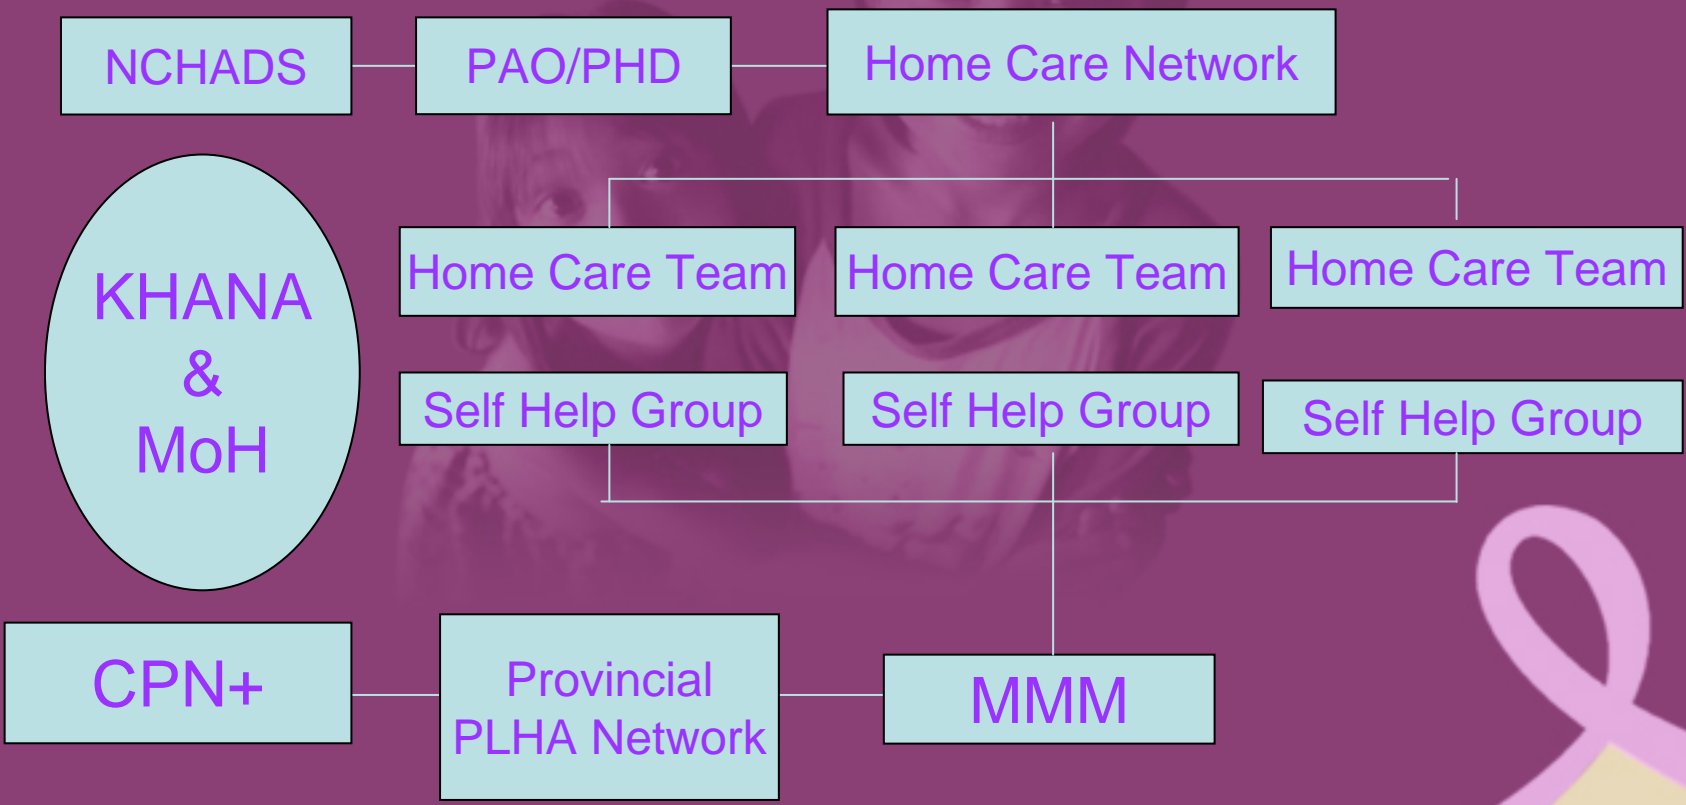 NCHADS
PAO/PHD
Home Care Network
KHANA
&
MoH
Home Care Team
Home Care Team
Home Care Team
Self Help Group
Self Help Group
Self Help Group
CPN+
Provincial
PLHA Network
MMM